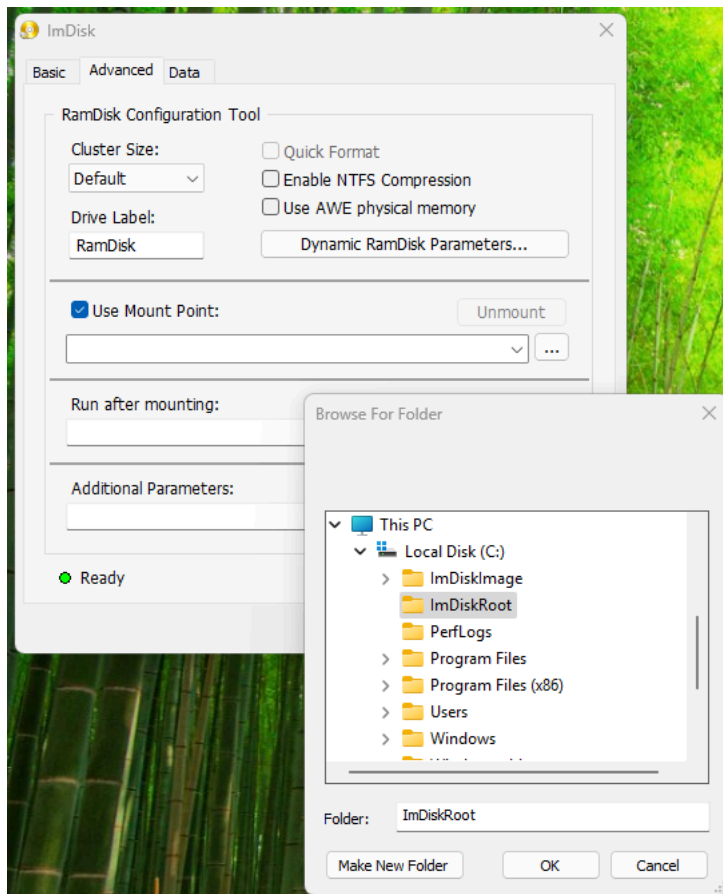 ImDisk
Basic Advanced Data
RamDisk Configuration Tool
Cluster Size:
Quick Format
Default
Enable NTFS Compression
Use AWE physical memory
Drive Label:
RamDisk
Dynamic RamDisk Parameters...
Use Mount Point:
Unmount
...
Run after mounting:
Additional Parameters:
Ready
Browse For Folder
This PC
Local Disk (C:)
ImDiskImage
ImDiskRoot
PerfLogs
Program Files
Program Files (x86)
Users
Windows
Folder: ImDiskRoot
Make New Folder OK Cancel